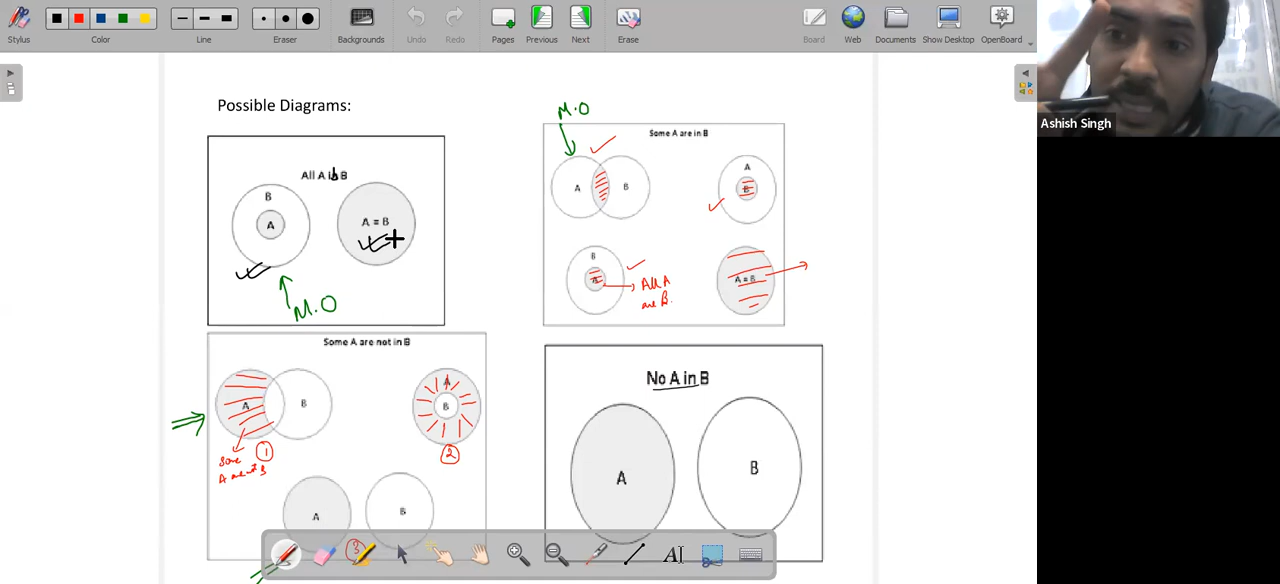 Stylus
Color
Line
Eraser
Backgrounds
Undo
Redo
Pages
Previous
Next
Erase
Board
Web
Documents
Show Desktop
OpenBoard
Ashish Singh
Possible Diagrams:
All A in B
B
A
A = B
M.O
M.O
Some A are in B
A
B
A
B
B
A
All A
are B.
A = B
Some A are not in B
A
B
A
B
Some
A are not B
1
2
A
B
3
No A in B
A
B
A